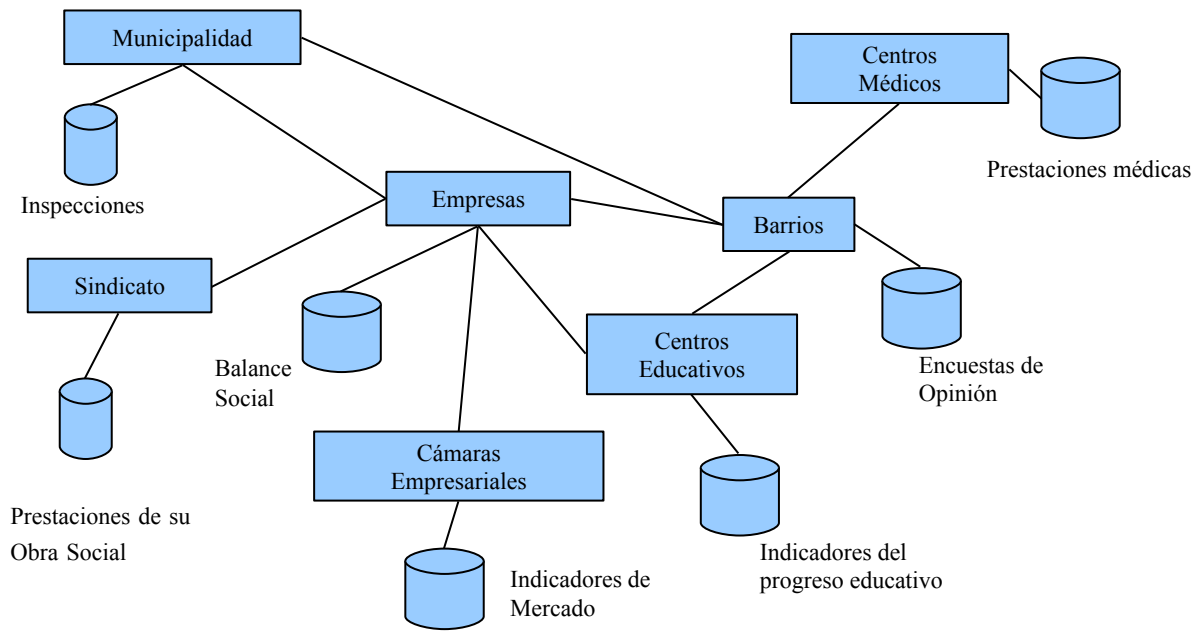 Municipalidad
Centros
Médicos
Prestaciones médicas
Inspecciones
Empresas
Barrios
Sindicato
Balance
Social
Centros
Educativos
Encuestas de
Opinión
Cámaras
Empresariales
Prestaciones de su
Obra Social
Indicadores de
Mercado
Indicadores del
progreso educativo